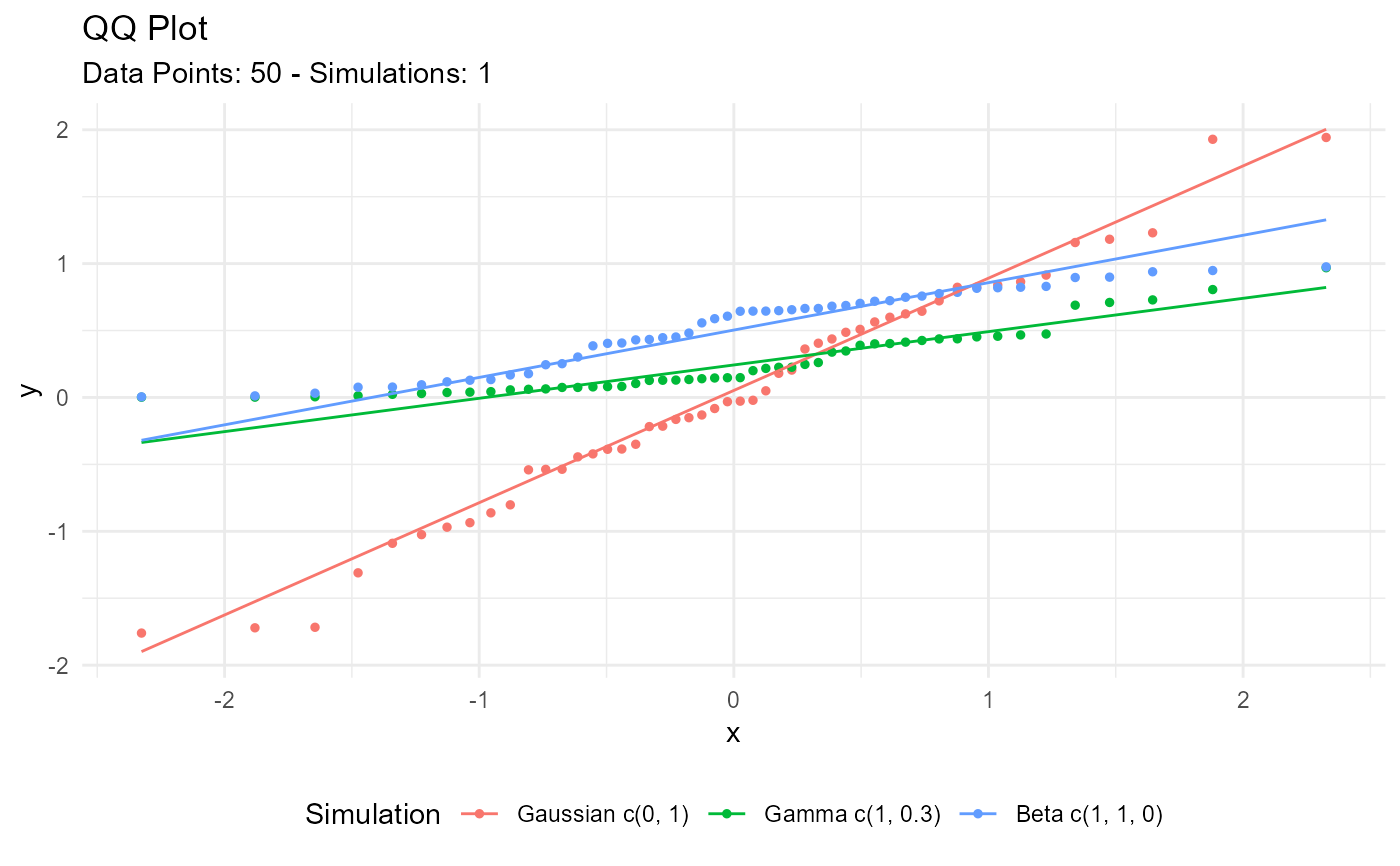 QQ Plot
Data Points: 50 - Simulations: 1
2
1
0
-1
-2
y
-2 -1 0 1 2
x
Simulation Gaussian c(0, 1) Gamma c(1, 0.3) Beta c(1, 1, 0)